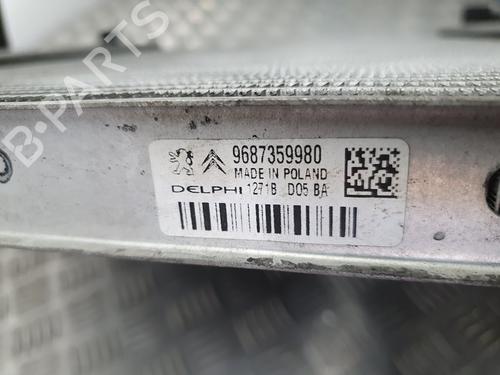 B-PARTS
9687359980
MADE IN POLAND
DELPHI 1271B D05 BA